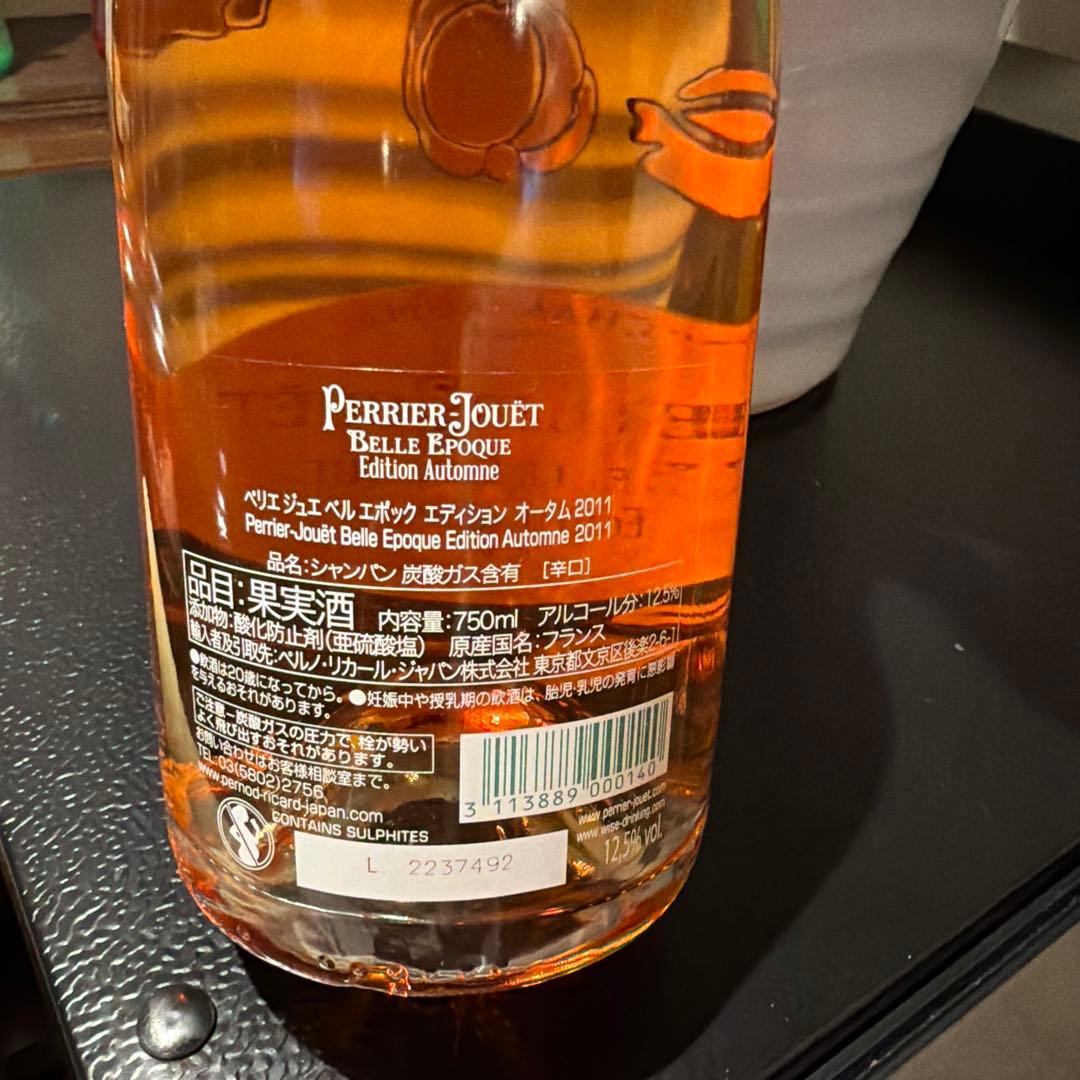 PERRIER-JOUËT
BELLE EPOQUE
Edition Automne
ペリエ ジュエ ベル エポック エディション オータム 2011
Perrier-Jouët Belle Epoque Edition Automne 2011
品名:シャンパン 炭酸ガス含有 [辛口]
品目:果実酒 内容量:750ml アルコール分:12.5%
添加物:酸化防止剤(亜硫酸塩) 原産国名:フランス
輸入者及引取先:ペルノ・リカール・ジャパン株式会社 東京都文京区後楽2-6-1
●飲酒は20歳になってから。●妊娠中や授乳期の飲酒は、胎児・乳児の発育に悪影響
を与えるおそれがあります。
ご注意ー炭酸ガスの圧力で、栓が勢い
よく飛び出すおそれがあります。
お問い合わせはお客様相談室まで。
TEL:03(5802)2756
www.pernod-ricard-japan.com
CONTAINS SULPHITES
3 113889 000140
www.perrier-jouet.com
www.wise-drinking.com
12,5% vol.
L 2237492